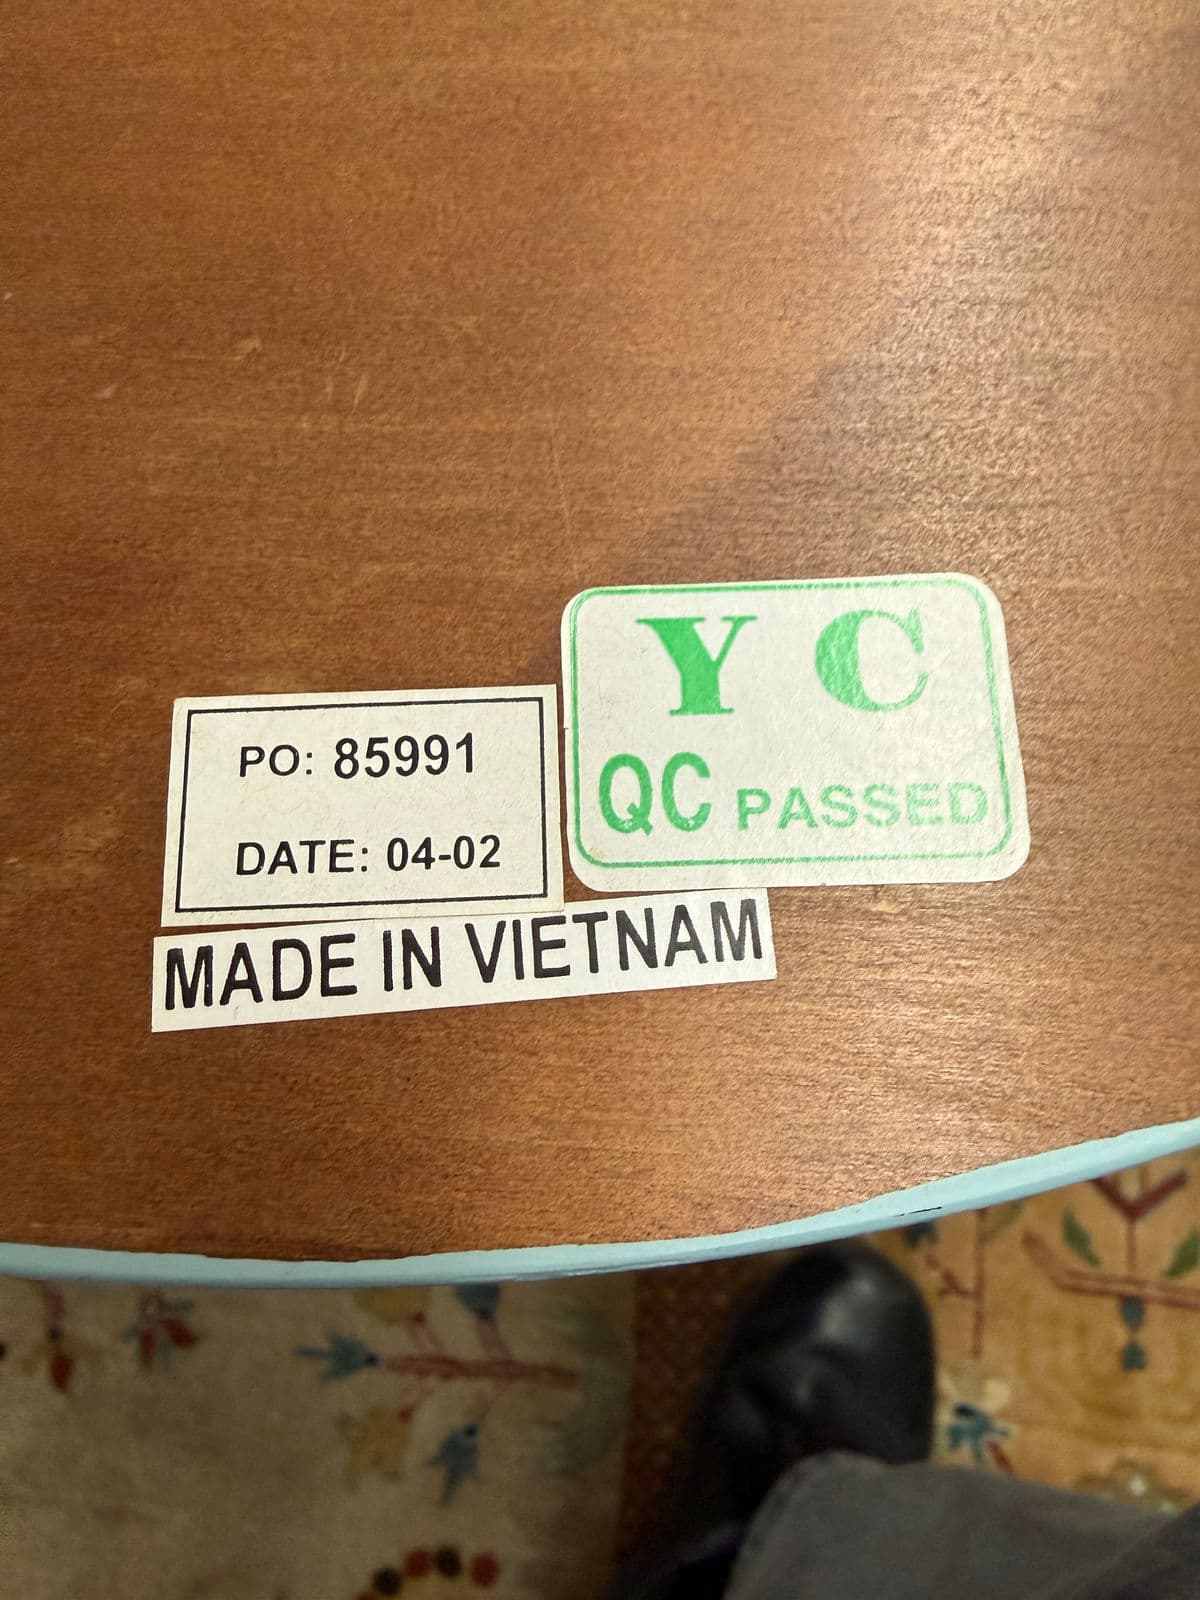 Y C
QC PASSED
PO: 85991
DATE: 04-02
MADE IN VIETNAM